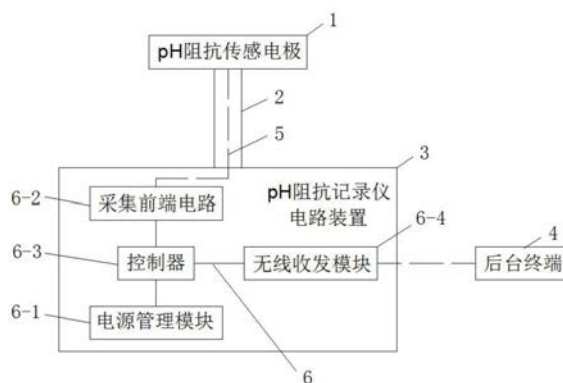 1
pH阻抗传感电极
2
5
3
pH阻抗记录仪
电路装置
6-2
采集前端电路
6-4
6-3
控制器
无线收发模块
4
后台终端
6-1
电源管理模块
6